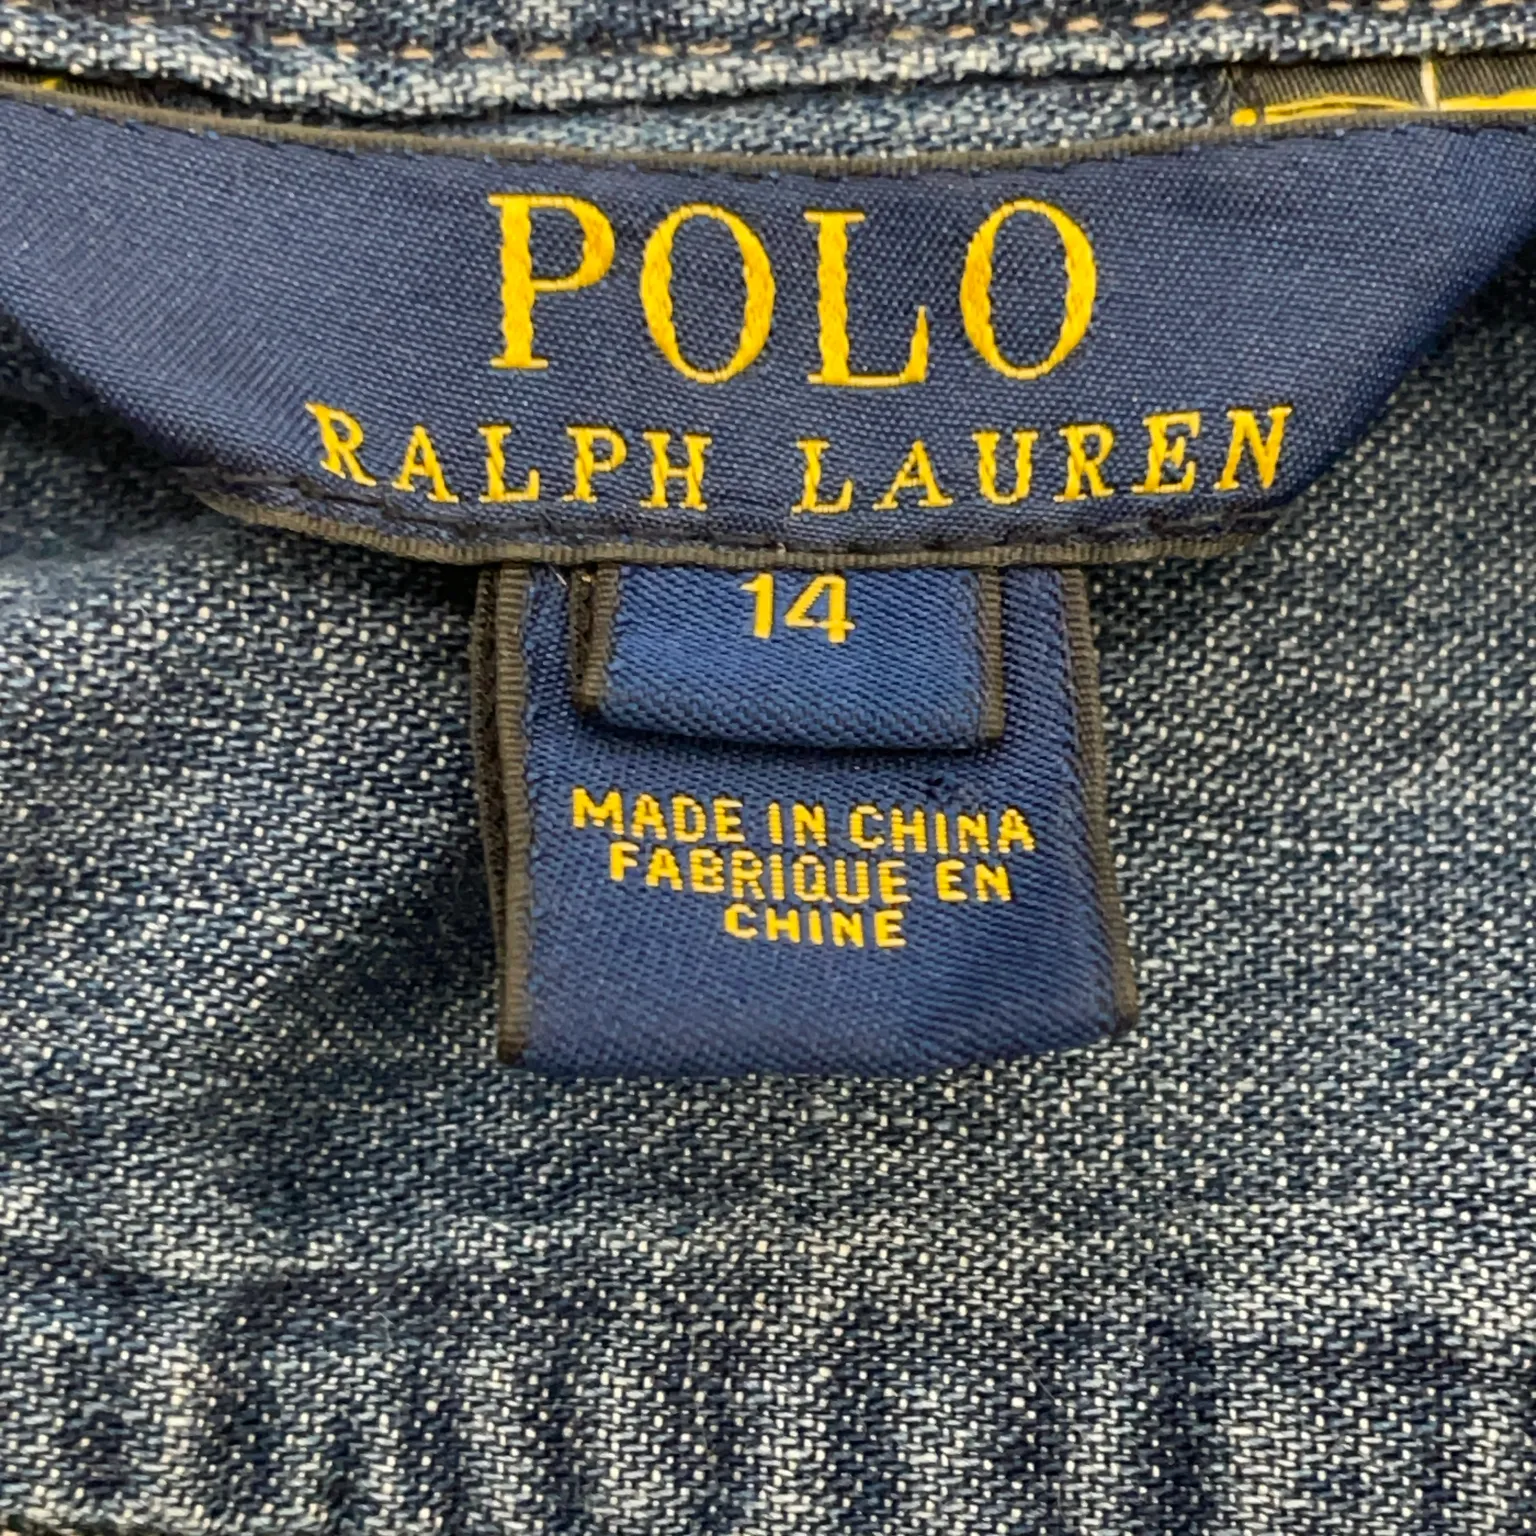 POLO
RALPH LAUREN
14
MADE IN CHINA
FABRIQUE EN
CHINE